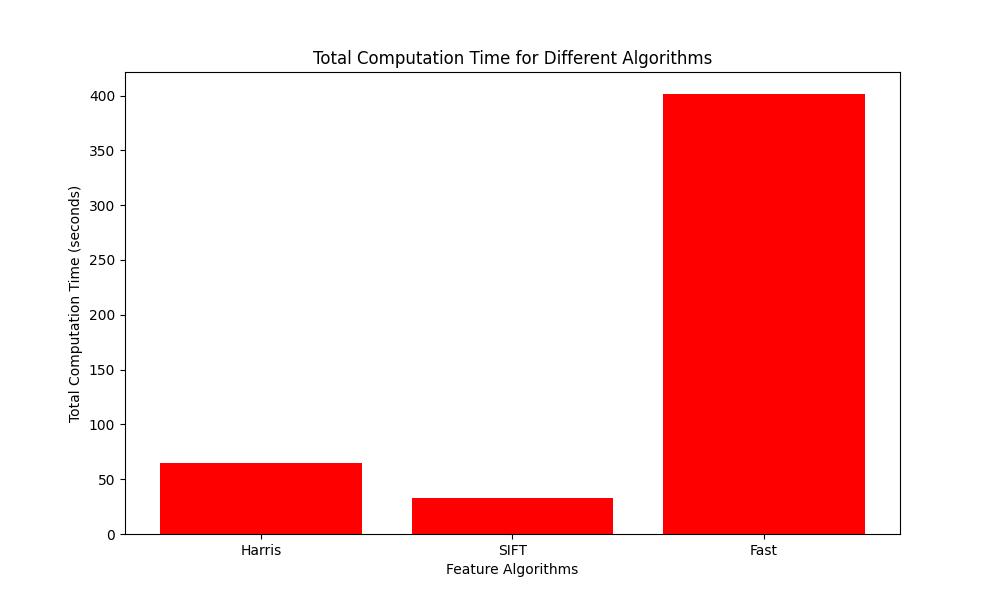 Total Computation Time for Different Algorithms
Total Computation Time (seconds)
400
350
300
250
200
150
100
50
0
Harris SIFT Fast
Feature Algorithms